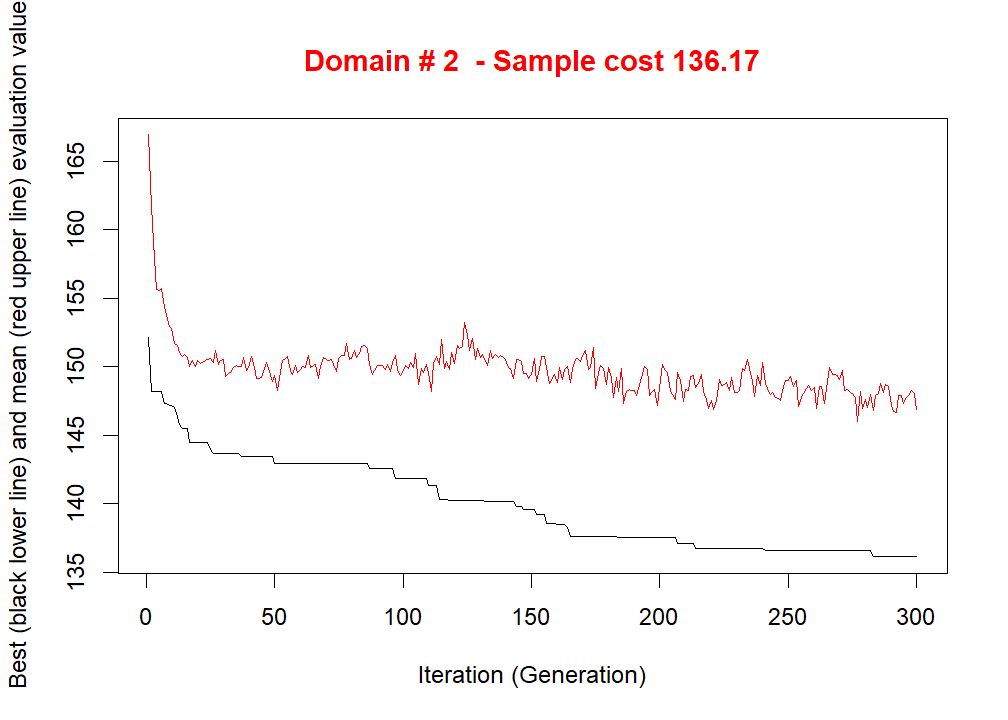 Domain # 2  - Sample cost 136.17
Best (black lower line) and mean (red upper line) evaluation value
165
160
155
150
145
140
135
0 50 100 150 200 250 300
Iteration (Generation)